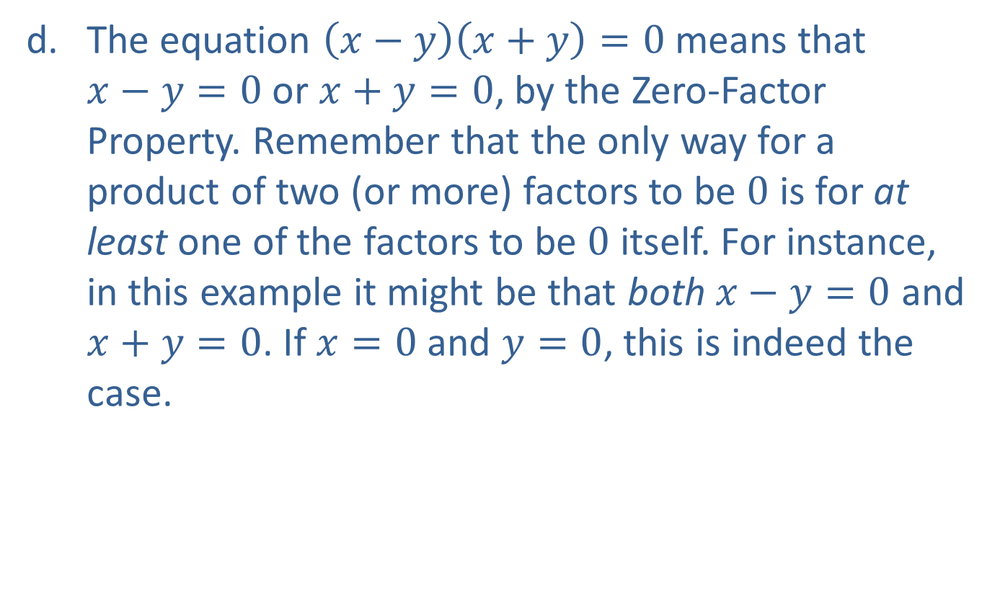 d. The equation (x − y)(x + y) = 0 means that
x − y = 0 or x + y = 0, by the Zero-Factor
Property. Remember that the only way for a
product of two (or more) factors to be 0 is for at
least one of the factors to be 0 itself. For instance,
in this example it might be that both x − y = 0 and
x + y = 0. If x = 0 and y = 0, this is indeed the
case.